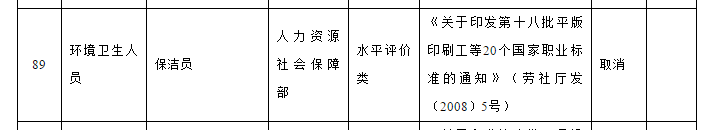 89
环境卫生人
员
保洁员
人力资源
社会保障
部
水平评价
类
《关于印发第十八批平版
印刷工等20个国家职业标
准的通知》（劳社厅发
（2008）5号）
取消